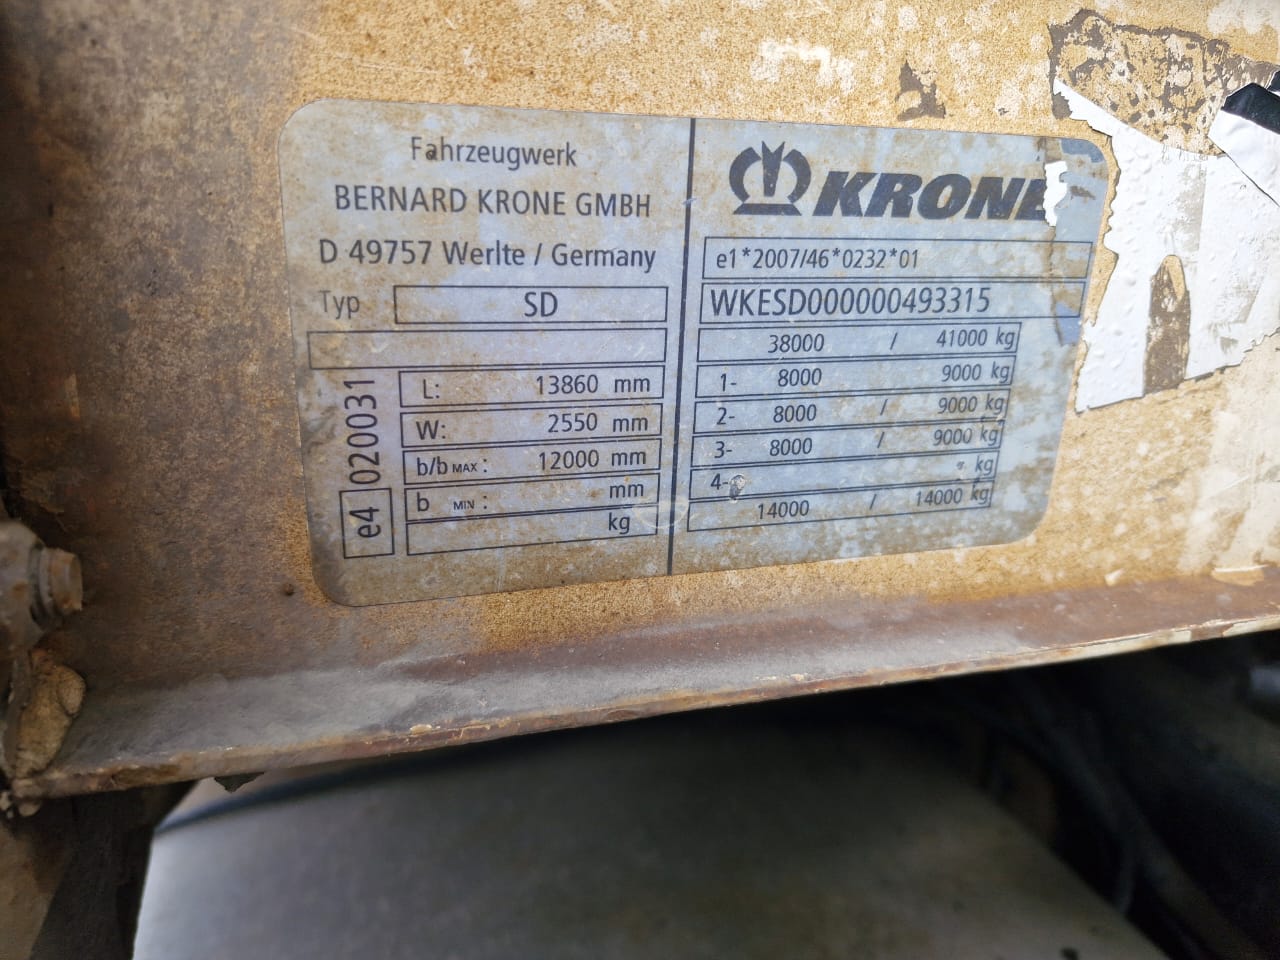 Fahrzeugwerk
BERNARD KRONE GMBH
D 49757 Werlte / Germany
Typ SD
L: 13860 mm
W: 2550 mm
b/b MAX : 12000 mm
b MIN : mm
kg
e4 020031
KRONE
e1*2007/46*0232*01
WKESD000000493315
38000 / 41000 kg
1- 8000 9000 kg
2- 8000 / 9000 kg
3- 8000 / 9000 kg
4- kg
14000 / 14000 kg